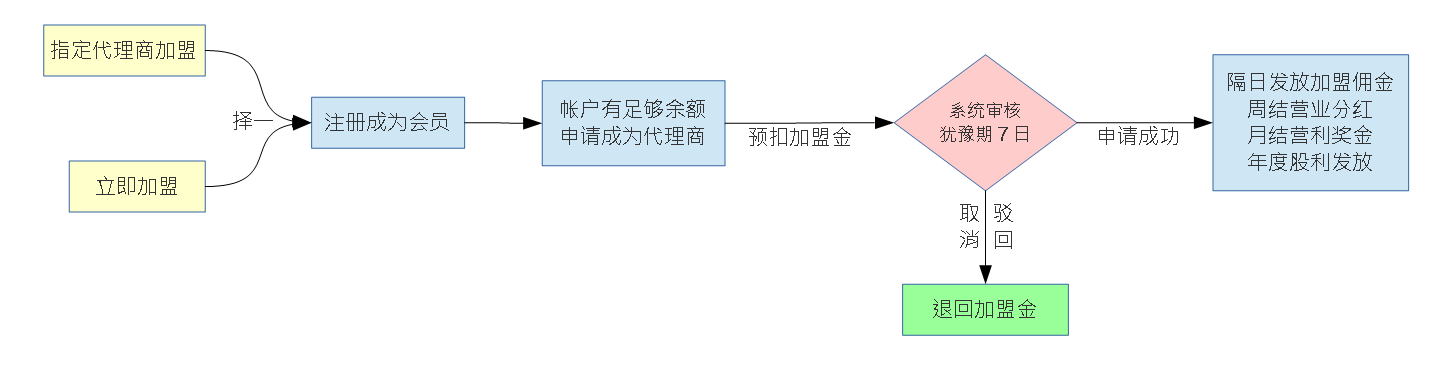 指定代理商加盟
择一
立即加盟
注册成为会员
帐户有足够余额
申请成为代理商
预扣加盟金
系统审核
犹豫期７日
申请成功
隔日发放加盟佣金
周结营业分红
月结营利奖金
年度股利发放
取消
驳回
退回加盟金